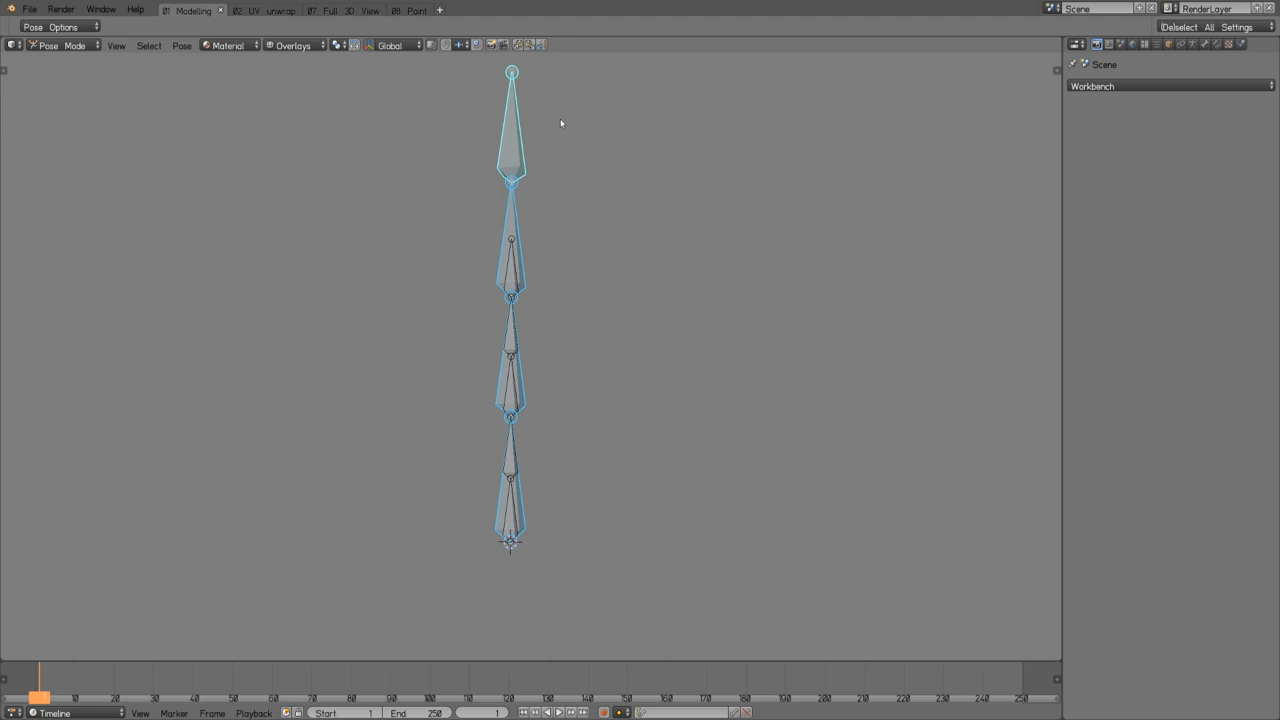 File Render Window Help 01 Modelling 02 UV unwrap 07 Full 3D View 08 Paint Scene RenderLayer
Pose Options (De)select All Settings
Pose Mode View Select Pose Material Overlays Global
Scene
Workbench
1 10 20 30 40 50 60 70 80 90 100 110 120 130 140 150 160 170 180 190 200 210 220 230 240 250
Timeline View Marker Frame Playback Start 1 End 250 1